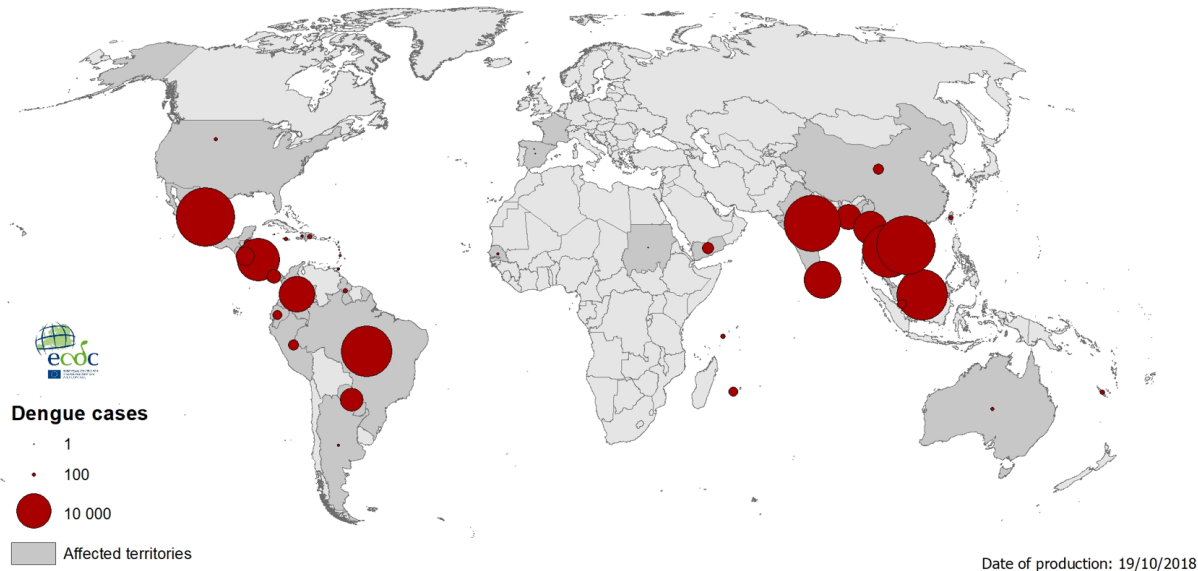 ecdc
Dengue cases
1
100
10 000
Affected territories
Date of production: 19/10/2018